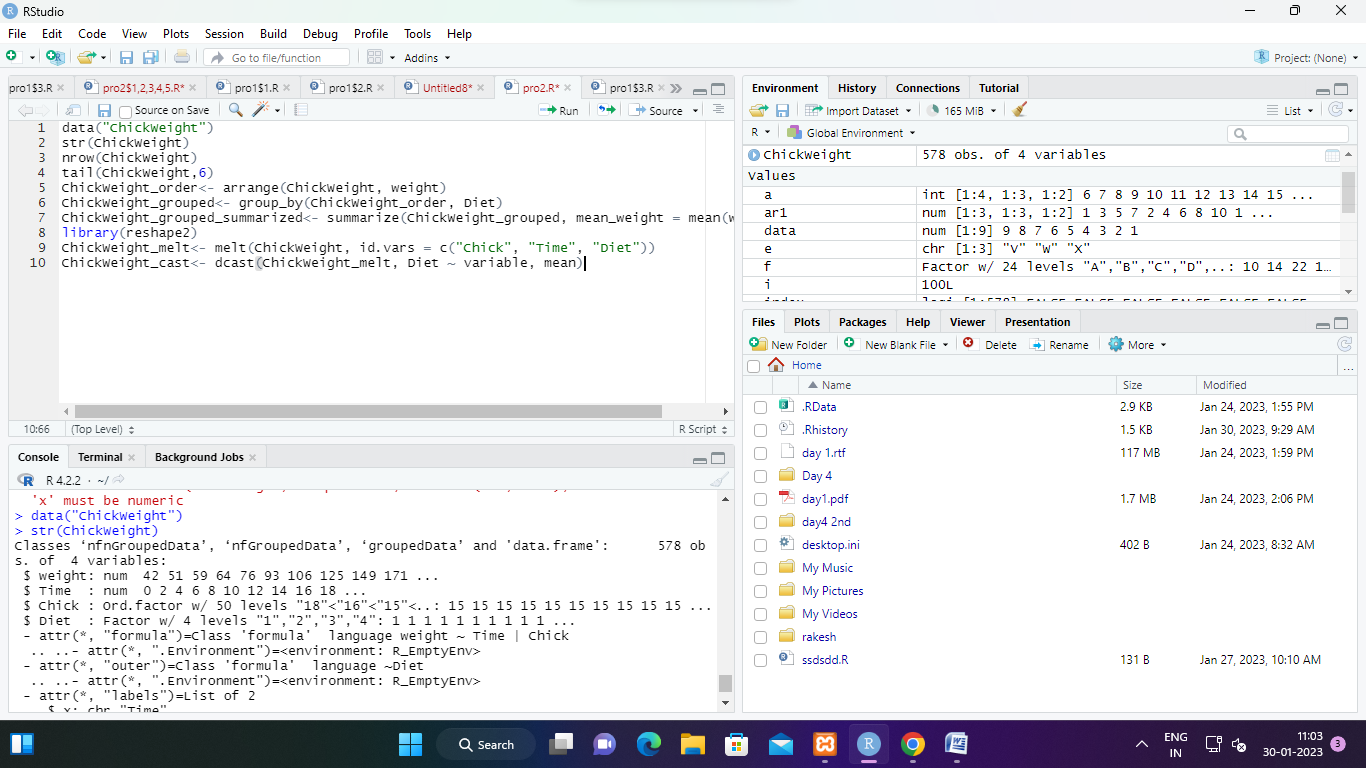 RStudio
File Edit Code View Plots Session Build Debug Profile Tools Help
Go to file/function Addins Project: (None)
pro1$3.R pro2$1,2,3,4,5.R* pro1$1.R pro1$2.R Untitled8* pro2.R* pro1$3.R
Source on Save Run Source
1 data("ChickWeight")
2 str(ChickWeight)
3 nrow(ChickWeight)
4 tail(ChickWeight,6)
5 ChickWeight_order<- arrange(ChickWeight, weight)
6 ChickWeight_grouped<- group_by(ChickWeight_order, Diet)
7 ChickWeight_grouped_summarized<- summarize(ChickWeight_grouped, mean_weight = mean(w
8 library(reshape2)
9 ChickWeight_melt<- melt(ChickWeight, id.vars = c("Chick", "Time", "Diet"))
10 ChickWeight_cast<- dcast(ChickWeight_melt, Diet ~ variable, mean)
10:66 (Top Level) R Script
Console Terminal Background Jobs
R 4.2.2 · ~/
'x' must be numeric
> data("ChickWeight")
> str(ChickWeight)
Classes ‘nfnGroupedData’, ‘nfGroupedData’, ‘groupedData’ and 'data.frame': 578 ob
s. of 4 variables:
$ weight: num 42 51 59 64 76 93 106 125 149 171 ...
$ Time : num 0 2 4 6 8 10 12 14 16 18 ...
$ Chick : Ord.factor w/ 50 levels "18"<"16"<"15"<..: 15 15 15 15 15 15 15 15 15 15 ...
$ Diet : Factor w/ 4 levels "1","2","3","4": 1 1 1 1 1 1 1 1 1 1 ...
- attr(*, "formula")=Class 'formula' language weight ~ Time | Chick
.. ..- attr(*, ".Environment")=<environment: R_EmptyEnv>
- attr(*, "outer")=Class 'formula' language ~Diet
.. ..- attr(*, ".Environment")=<environment: R_EmptyEnv>
- attr(*, "labels")=List of 2
$ x: chr "Time"
Environment History Connections Tutorial
Import Dataset 165 MiB List
R Global Environment
ChickWeight 578 obs. of 4 variables
Values
a int [1:4, 1:3, 1:2] 6 7 8 9 10 11 12 13 14 15 ...
ar1 num [1:3, 1:3, 1:2] 1 3 5 7 2 4 6 8 10 1 ...
data num [1:9] 9 8 7 6 5 4 3 2 1
e chr [1:3] "V" "W" "X"
f Factor w/ 24 levels "A","B","C","D",..: 10 14 22 1…
i 100L
index logi [1:578] FALSE FALSE FALSE FALSE FALSE FALSE
Files Plots Packages Help Viewer Presentation
New Folder New Blank File Delete Rename More
Home ...
Name Size Modified
.RData 2.9 KB Jan 24, 2023, 1:55 PM
.Rhistory 1.5 KB Jan 30, 2023, 9:29 AM
day 1.rtf 117 MB Jan 24, 2023, 1:59 PM
Day 4
day1.pdf 1.7 MB Jan 24, 2023, 2:06 PM
day4 2nd
desktop.ini 402 B Jan 24, 2023, 8:32 AM
My Music
My Pictures
My Videos
rakesh
ssdsdd.R 131 B Jan 27, 2023, 10:10 AM
Search
ENG
IN
11:03
30-01-2023
3